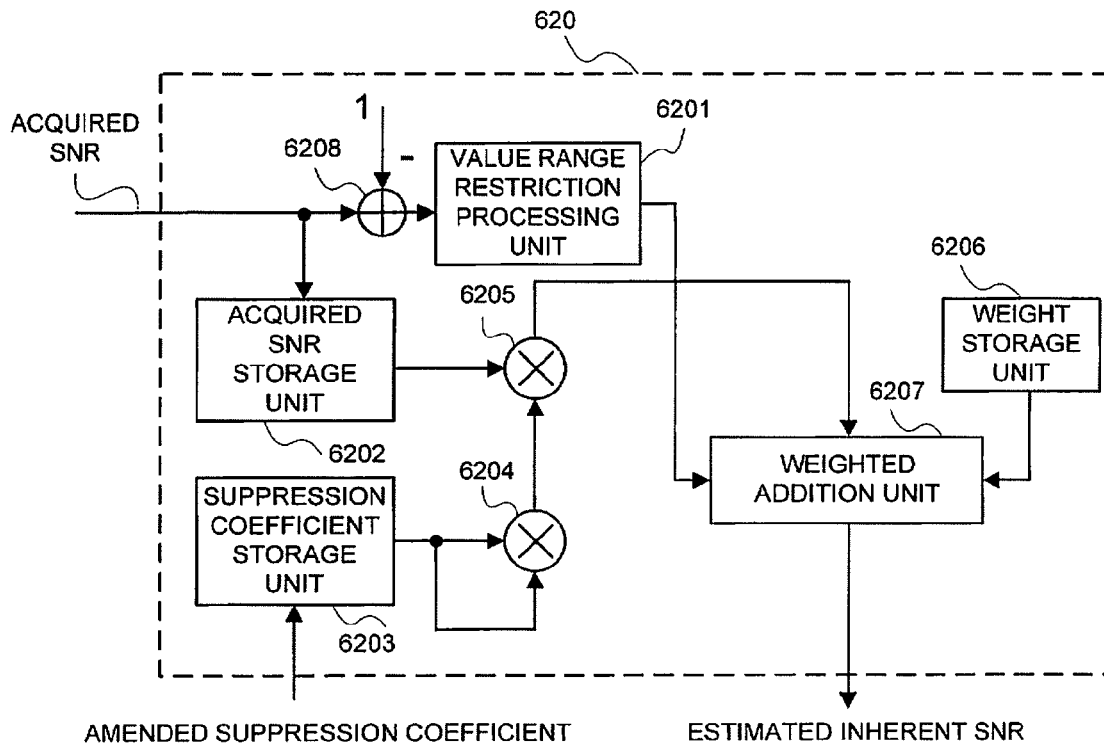 620
ACQUIRED
SNR
1
-
6208
6201
VALUE RANGE
RESTRICTION
PROCESSING
UNIT
6206
WEIGHT
STORAGE
UNIT
6205
ACQUIRED
SNR
STORAGE
UNIT
6202
6207
WEIGHTED
ADDITION UNIT
6204
SUPPRESSION
COEFFICIENT
STORAGE
UNIT
6203
AMENDED SUPPRESSION COEFFICIENT
ESTIMATED INHERENT SNR